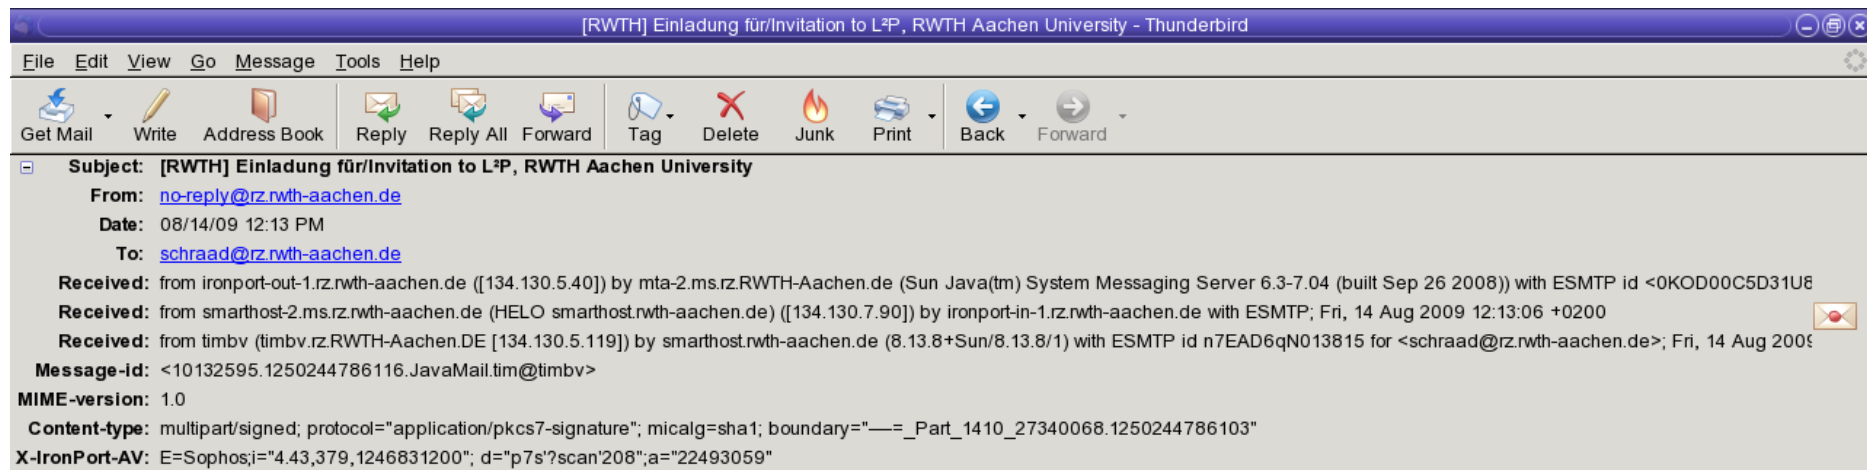 [RWTH] Einladung für/Invitation to L²P, RWTH Aachen University - Thunderbird
File Edit View Go Message Tools Help
Get Mail Write Address Book Reply Reply All Forward Tag Delete Junk Print Back Forward
Subject: [RWTH] Einladung für/Invitation to L²P, RWTH Aachen University
From: no-reply@rz.rwth-aachen.de
Date: 08/14/09 12:13 PM
To: schraad@rz.rwth-aachen.de
Received: from ironport-out-1.rz.rwth-aachen.de ([134.130.5.40]) by mta-2.ms.rz.RWTH-Aachen.de (Sun Java(tm) System Messaging Server 6.3-7.04 (built Sep 26 2008)) with ESMTP id <0KOD00C5D31U8
Received: from smarthost-2.ms.rz.rwth-aachen.de (HELO smarthost.rwth-aachen.de) ([134.130.7.90]) by ironport-in-1.rz.rwth-aachen.de with ESMTP; Fri, 14 Aug 2009 12:13:06 +0200
Received: from timbv (timbv.rz.RWTH-Aachen.DE [134.130.5.119]) by smarthost.rwth-aachen.de (8.13.8+Sun/8.13.8/1) with ESMTP id n7EAD6qN013815 for <schraad@rz.rwth-aachen.de>; Fri, 14 Aug 2009
Message-id: <10132595.1250244786116.JavaMail.tim@timbv>
MIME-version: 1.0
Content-type: multipart/signed; protocol="application/pkcs7-signature"; micalg=sha1; boundary="----=_Part_1410_27340068.1250244786103"
X-IronPort-AV: E=Sophos;i="4.43,379,1246831200"; d="p7s'?scan'208";a="22493059"